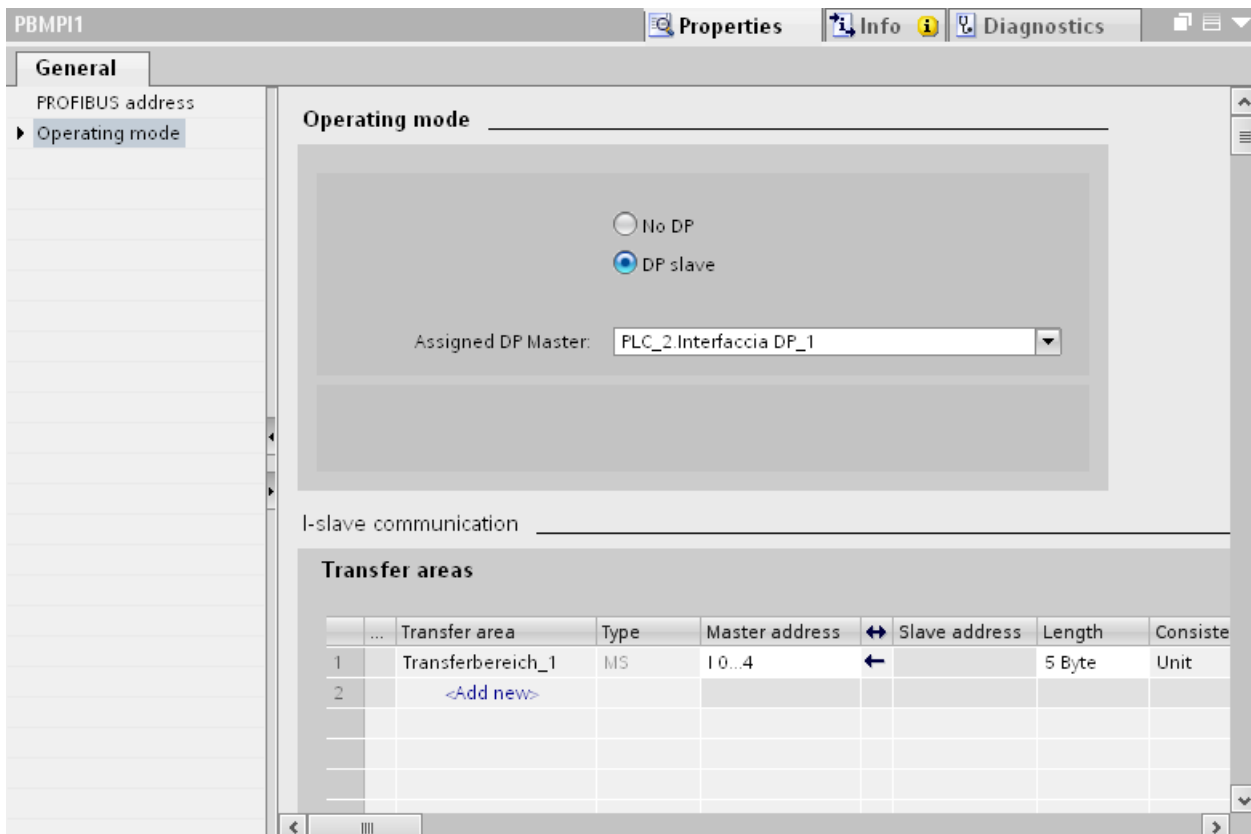 PBMPI1
Properties
Info
Diagnostics
General
PROFIBUS address
Operating mode
Operating mode
No DP
DP slave
Assigned DP Master: PLC_2.Interfaccia DP_1
I-slave communication
Transfer areas
... Transfer area Type Master address ↔ Slave address Length Consiste
1 Transferbereich_1 MS I 0...4 ← 5 Byte Unit
2 <Add new>